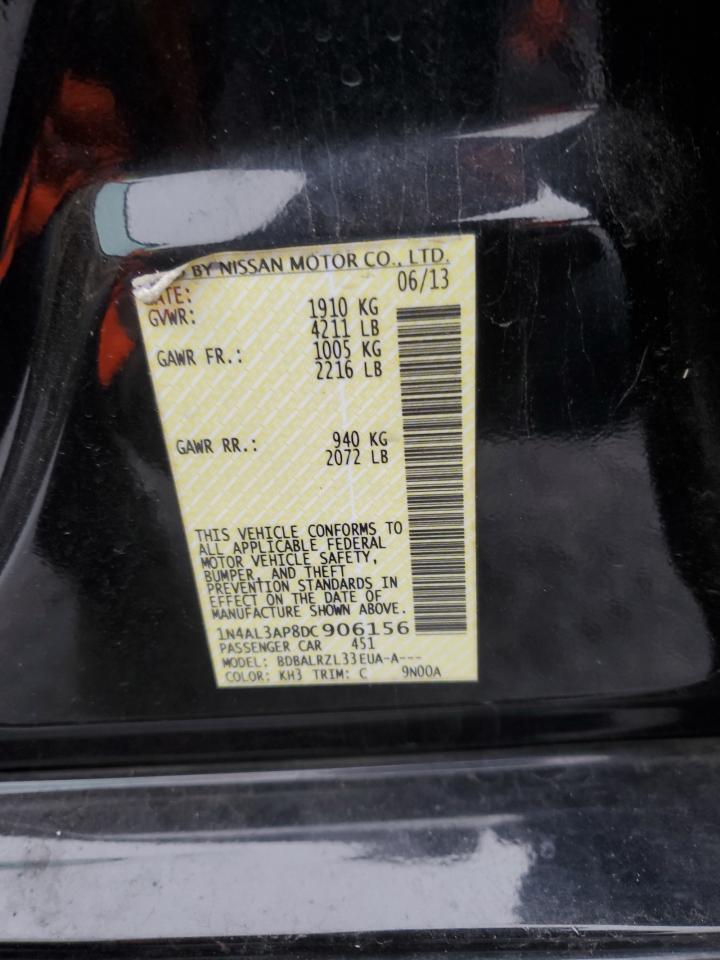 BY NISSAN MOTOR CO., LTD.
06/13
GVWR: 1910 KG
4211 LB
GAWR FR.: 1005 KG
2216 LB
GAWR RR.: 940 KG
2072 LB
THIS VEHICLE CONFORMS TO
ALL APPLICABLE FEDERAL
MOTOR VEHICLE SAFETY,
BUMPER, AND THEFT
PREVENTION STANDARDS IN
EFFECT ON THE DATE OF
MANUFACTURE SHOWN ABOVE.
1N4AL3AP8DC906156
PASSENGER CAR 451
MODEL: BDBALRZL33EUA-A---
COLOR: KH3 TRIM: C 9N00A